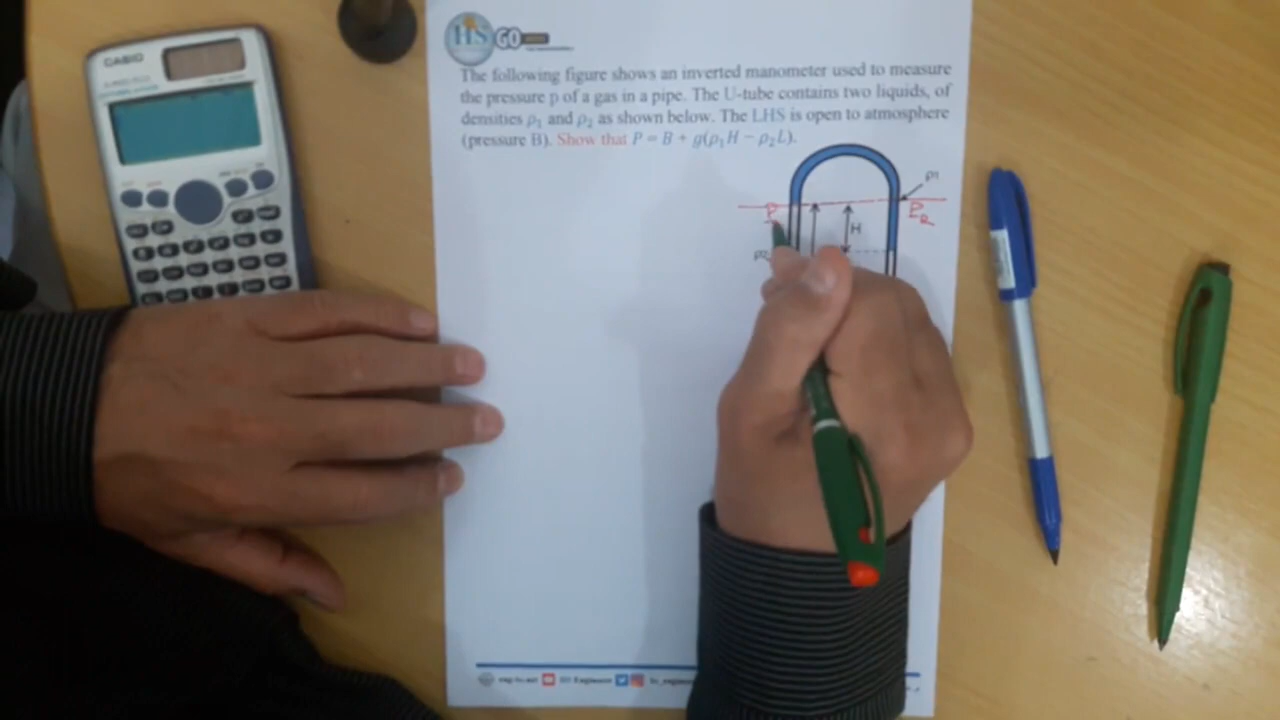 CASIO
HS GO
The following figure shows an inverted manometer used to measure
the pressure p of a gas in a pipe. The U-tube contains two liquids, of
densities ρ₁ and ρ₂ as shown below. The LHS is open to atmosphere
(pressure B). Show that P = B + g(ρ₁H − ρ₂L).
ρ1
P P_R
H
ρ2